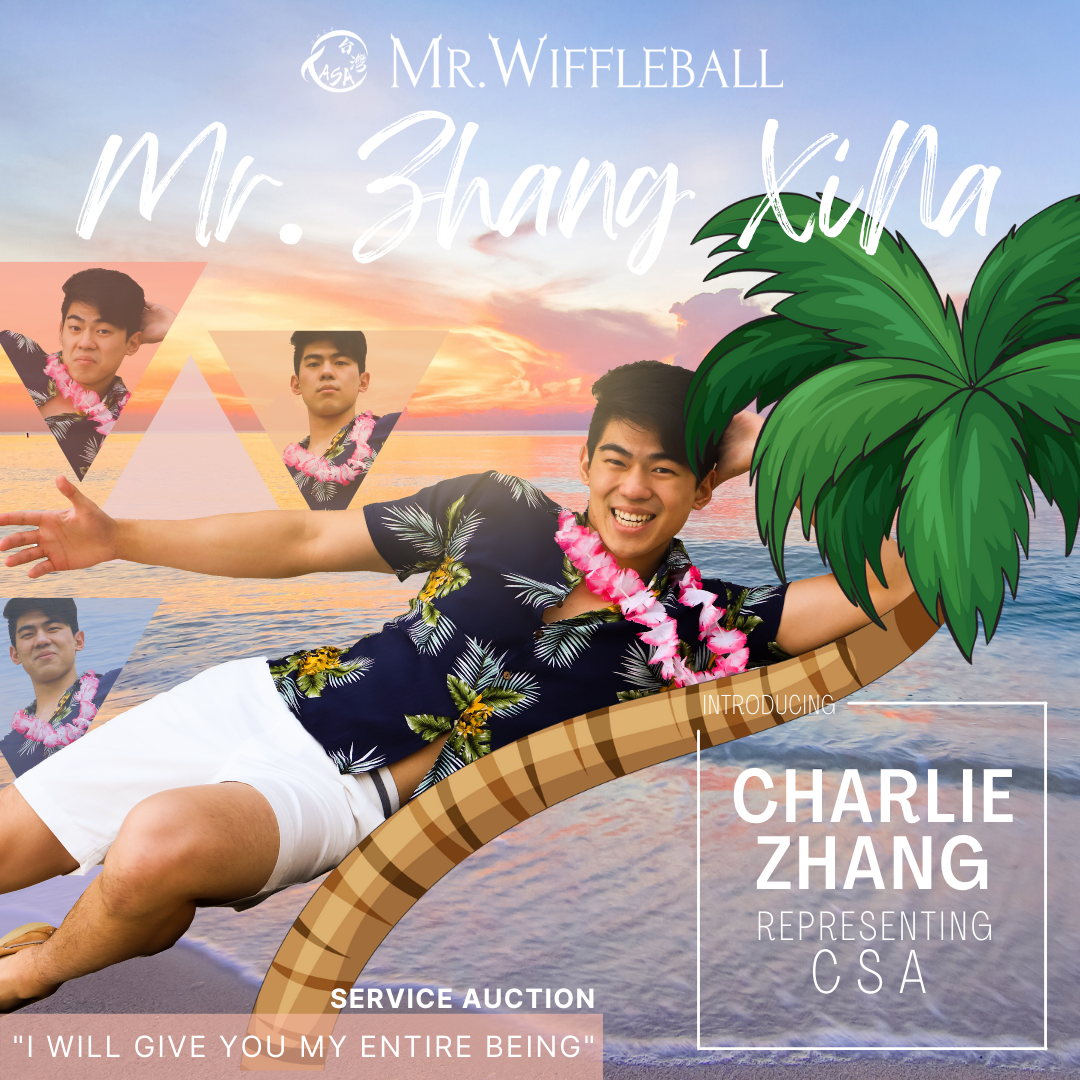 台灣
ASA
MR. WIFFLEBALL
Mr. Zhang XiNa
INTRODUCING
CHARLIE
ZHANG
REPRESENTING
CSA
SERVICE AUCTION
"I WILL GIVE YOU MY ENTIRE BEING"